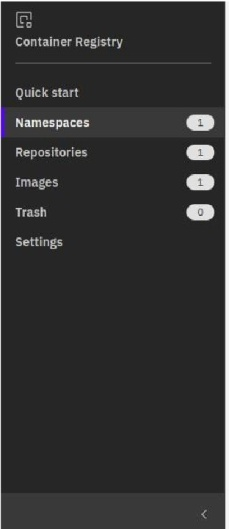 Container Registry
Quick start
Namespaces 1
Repositories 1
Images 1
Trash 0
Settings